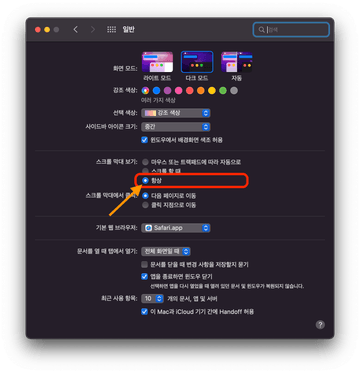 일반
검색
화면 모드:
라이트 모드 다크 모드 자동
강조 색상:
여러 가지 색상
선택 색상: 강조 색상
사이드바 아이콘 크기: 중간
윈도우에서 배경화면 색조 허용
스크롤 막대 보기: 마우스 또는 트랙패드에 따라 자동으로
스크롤 할 때
항상
스크롤 막대에서 클릭: 다음 페이지로 이동
클릭 지점으로 이동
기본 웹 브라우저: Safari.app
문서를 열 때 탭에서 열기: 전체 화면일 때
문서를 닫을 때 변경 사항을 저장할지 묻기
앱을 종료하면 윈도우 닫기
선택하면 앱을 다시 열었을 때 열려 있던 문서 및 윈도우가 복원되지 않습니다.
최근 사용 항목: 10 개의 문서, 앱 및 서버
이 Mac과 iCloud 기기 간에 Handoff 허용
?